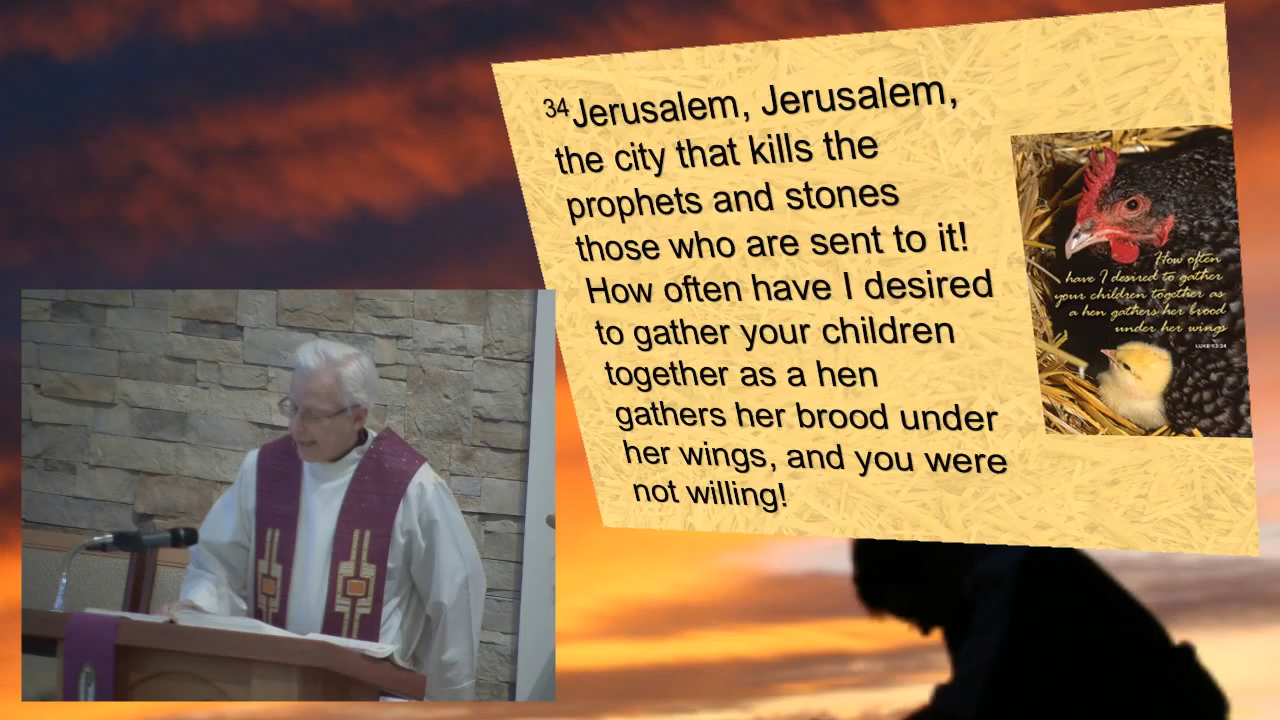 34Jerusalem, Jerusalem,
the city that kills the
prophets and stones
those who are sent to it!
How often have I desired
to gather your children
together as a hen
gathers her brood under
her wings, and you were
not willing!
How often
have I desired to gather
your children together as
a hen gathers her brood
under her wings
LUKE 13:34